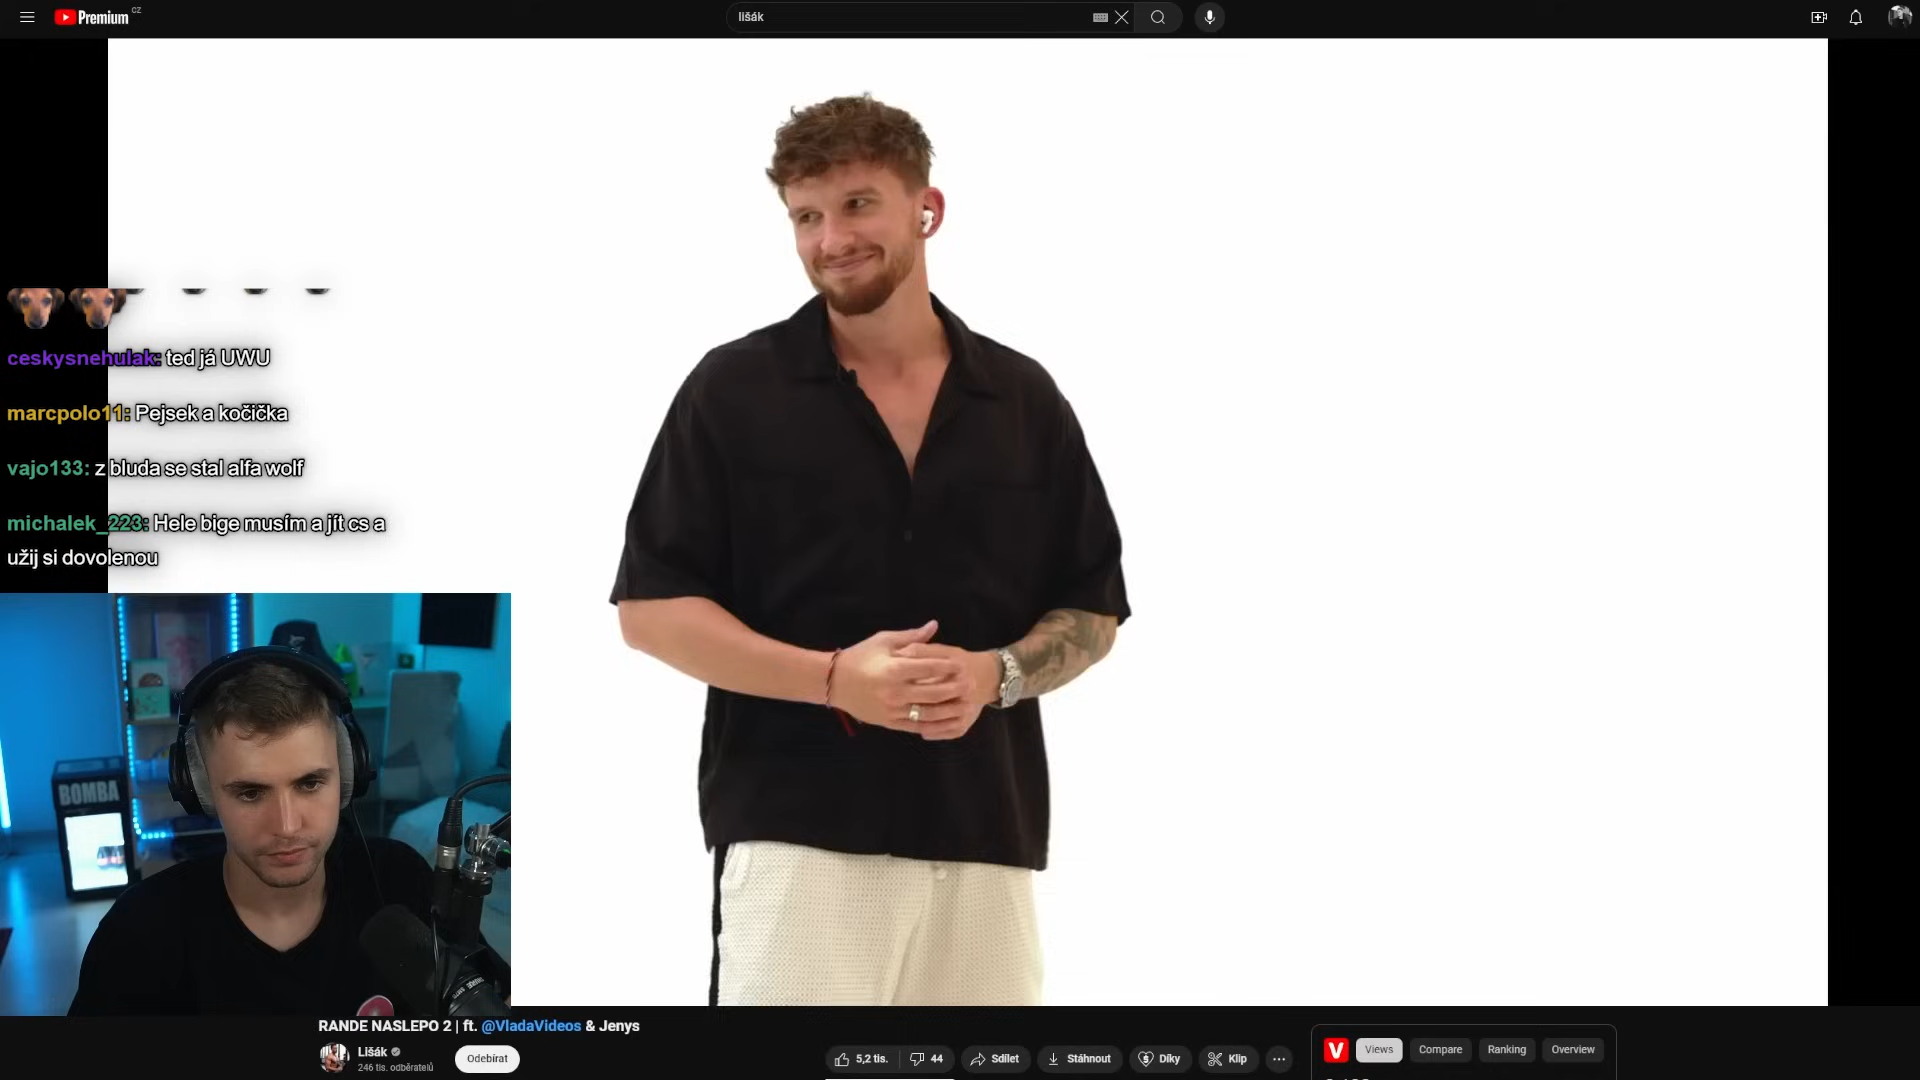 Premium CZ
lišák
ceskysnehulak: ted já UWU
marcpolo11: Pejsek a kočička
vajo133: z bluda se stal alfa wolf
michalek_223: Hele bige musím a jít cs a
užij si dovolenou
BOMBA
RANDE NASLEPO 2 | ft. @VladaVideos & Jenys
Lišák
246 tis. odběratelů
Odebírat
5,2 tis.
44
Sdílet
Stáhnout
Díky
Klip
Views
Compare
Ranking
Overview